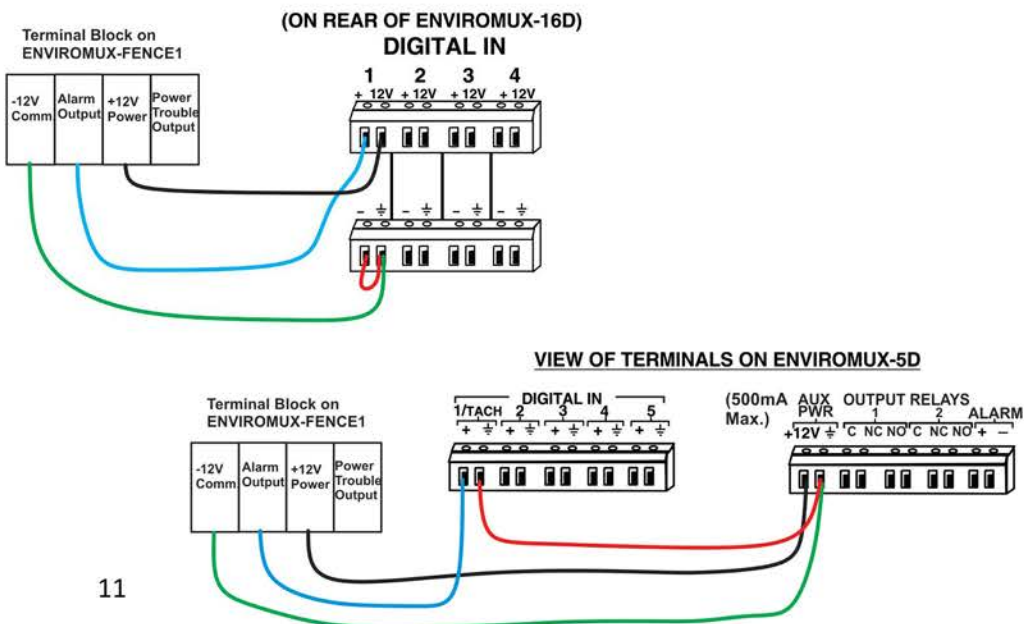 (ON REAR OF ENVIROMUX-16D)
DIGITAL IN
Terminal Block on
ENVIROMUX-FENCE1
-12V
Comm.
Alarm
Output
+12V
Power
Power
Trouble
Output
1 2 3 4
+ 12V + 12V + 12V + 12V
− ⏚ − ⏚ − ⏚ − ⏚
VIEW OF TERMINALS ON ENVIROMUX-5D
Terminal Block on
ENVIROMUX-FENCE1
-12V
Comm.
Alarm
Output
+12V
Power
Power
Trouble
Output
DIGITAL IN
1/TACH 2 3 4 5
+ ⏚ + ⏚ + ⏚ + ⏚ + ⏚
(500mA
Max.)
AUX
PWR
+12V ⏚
OUTPUT RELAYS
1 2
C NC NO C NC NO
ALARM
+ −
11